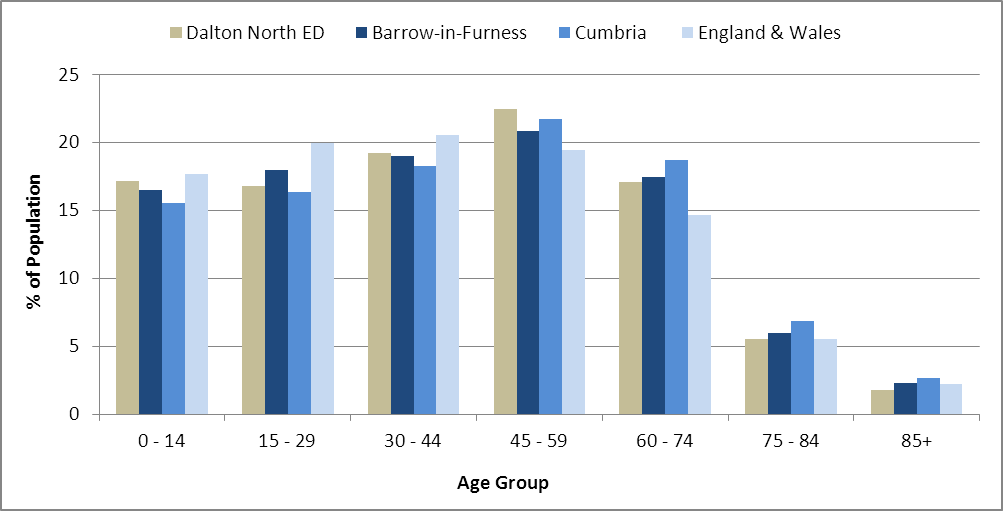 Dalton North ED Barrow-in-Furness Cumbria England & Wales
25
20
15
10
5
0
% of Population
0 - 14 15 - 29 30 - 44 45 - 59 60 - 74 75 - 84 85+
Age Group